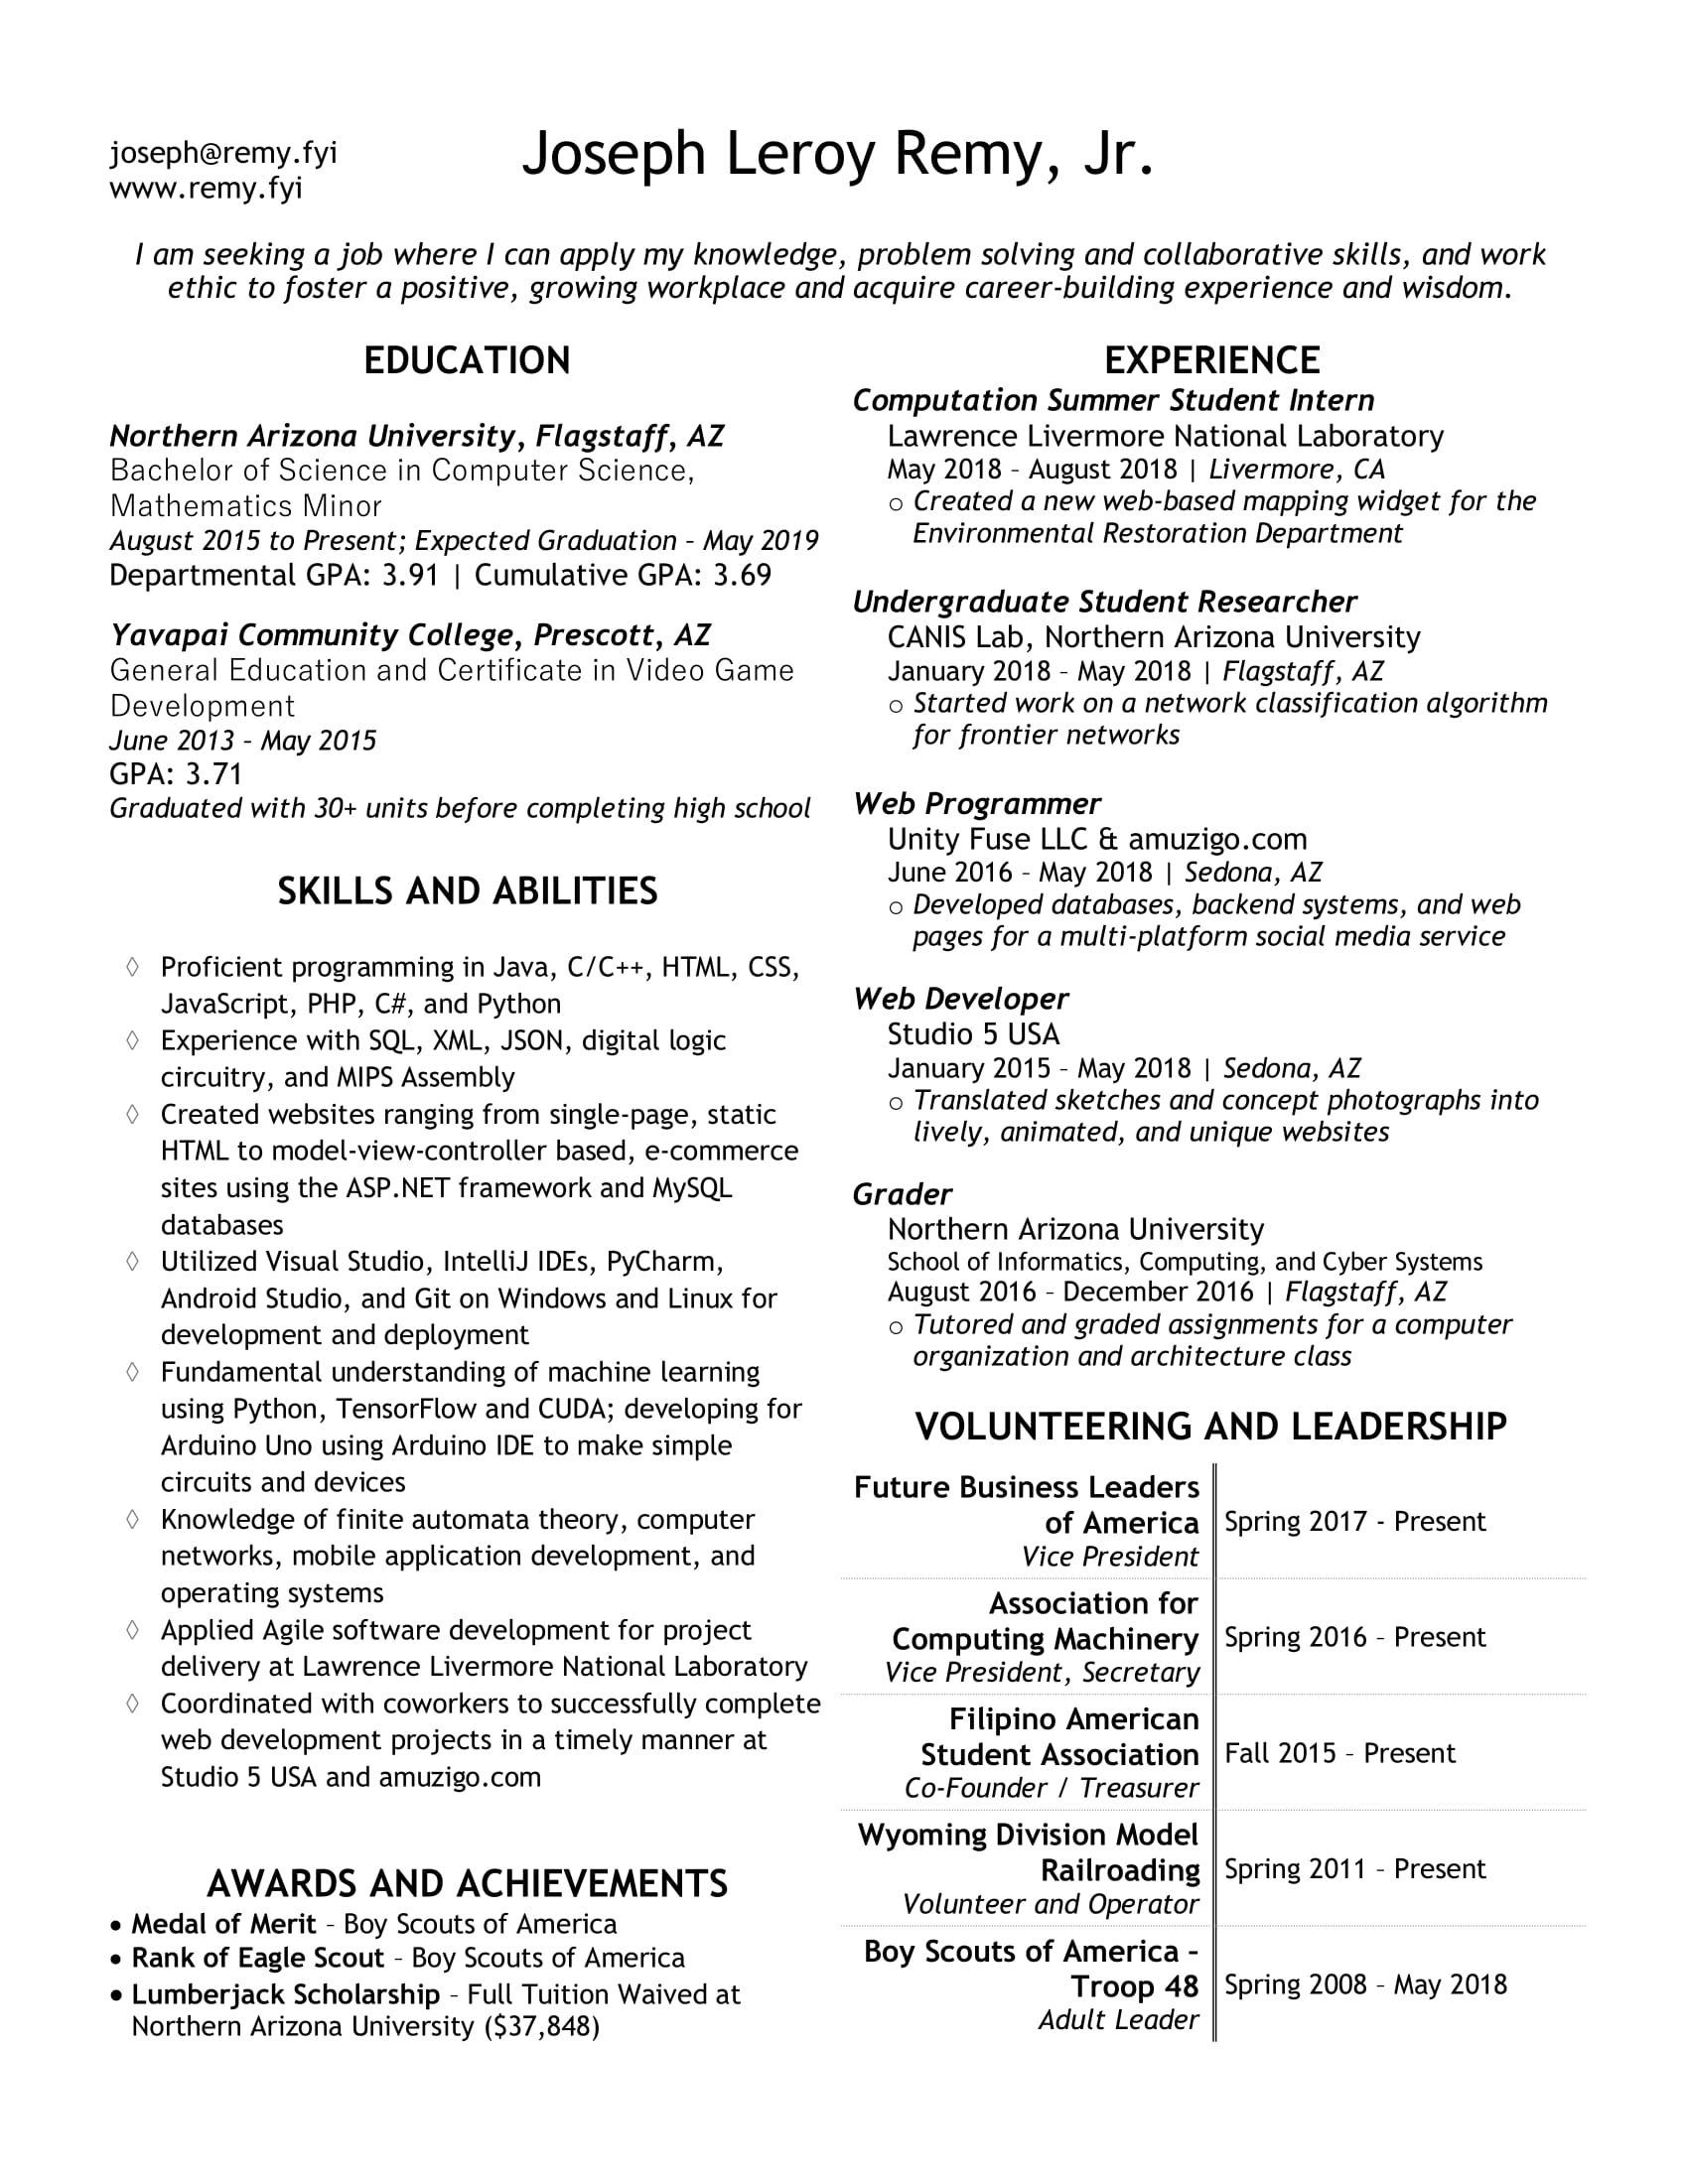 joseph@remy.fyi
www.remy.fyi
Joseph Leroy Remy, Jr.
I am seeking a job where I can apply my knowledge, problem solving and collaborative skills, and work
ethic to foster a positive, growing workplace and acquire career-building experience and wisdom.
EDUCATION
Northern Arizona University, Flagstaff, AZ
Bachelor of Science in Computer Science,
Mathematics Minor
August 2015 to Present; Expected Graduation – May 2019
Departmental GPA: 3.91 | Cumulative GPA: 3.69
Yavapai Community College, Prescott, AZ
General Education and Certificate in Video Game
Development
June 2013 – May 2015
GPA: 3.71
Graduated with 30+ units before completing high school
SKILLS AND ABILITIES
◊ Proficient programming in Java, C/C++, HTML, CSS,
JavaScript, PHP, C#, and Python
◊ Experience with SQL, XML, JSON, digital logic
circuitry, and MIPS Assembly
◊ Created websites ranging from single-page, static
HTML to model-view-controller based, e-commerce
sites using the ASP.NET framework and MySQL
databases
◊ Utilized Visual Studio, IntelliJ IDEs, PyCharm,
Android Studio, and Git on Windows and Linux for
development and deployment
◊ Fundamental understanding of machine learning
using Python, TensorFlow and CUDA; developing for
Arduino Uno using Arduino IDE to make simple
circuits and devices
◊ Knowledge of finite automata theory, computer
networks, mobile application development, and
operating systems
◊ Applied Agile software development for project
delivery at Lawrence Livermore National Laboratory
◊ Coordinated with coworkers to successfully complete
web development projects in a timely manner at
Studio 5 USA and amuzigo.com
AWARDS AND ACHIEVEMENTS
• Medal of Merit – Boy Scouts of America
• Rank of Eagle Scout – Boy Scouts of America
• Lumberjack Scholarship – Full Tuition Waived at
Northern Arizona University ($37,848)
EXPERIENCE
Computation Summer Student Intern
Lawrence Livermore National Laboratory
May 2018 – August 2018 | Livermore, CA
o Created a new web-based mapping widget for the
Environmental Restoration Department
Undergraduate Student Researcher
CANIS Lab, Northern Arizona University
January 2018 – May 2018 | Flagstaff, AZ
o Started work on a network classification algorithm
for frontier networks
Web Programmer
Unity Fuse LLC & amuzigo.com
June 2016 – May 2018 | Sedona, AZ
o Developed databases, backend systems, and web
pages for a multi-platform social media service
Web Developer
Studio 5 USA
January 2015 – May 2018 | Sedona, AZ
o Translated sketches and concept photographs into
lively, animated, and unique websites
Grader
Northern Arizona University
School of Informatics, Computing, and Cyber Systems
August 2016 – December 2016 | Flagstaff, AZ
o Tutored and graded assignments for a computer
organization and architecture class
VOLUNTEERING AND LEADERSHIP
Future Business Leaders
of America
Vice President
Spring 2017 - Present
Association for
Computing Machinery
Vice President, Secretary
Spring 2016 – Present
Filipino American
Student Association
Co-Founder / Treasurer
Fall 2015 – Present
Wyoming Division Model
Railroading
Volunteer and Operator
Spring 2011 – Present
Boy Scouts of America –
Troop 48
Adult Leader
Spring 2008 – May 2018